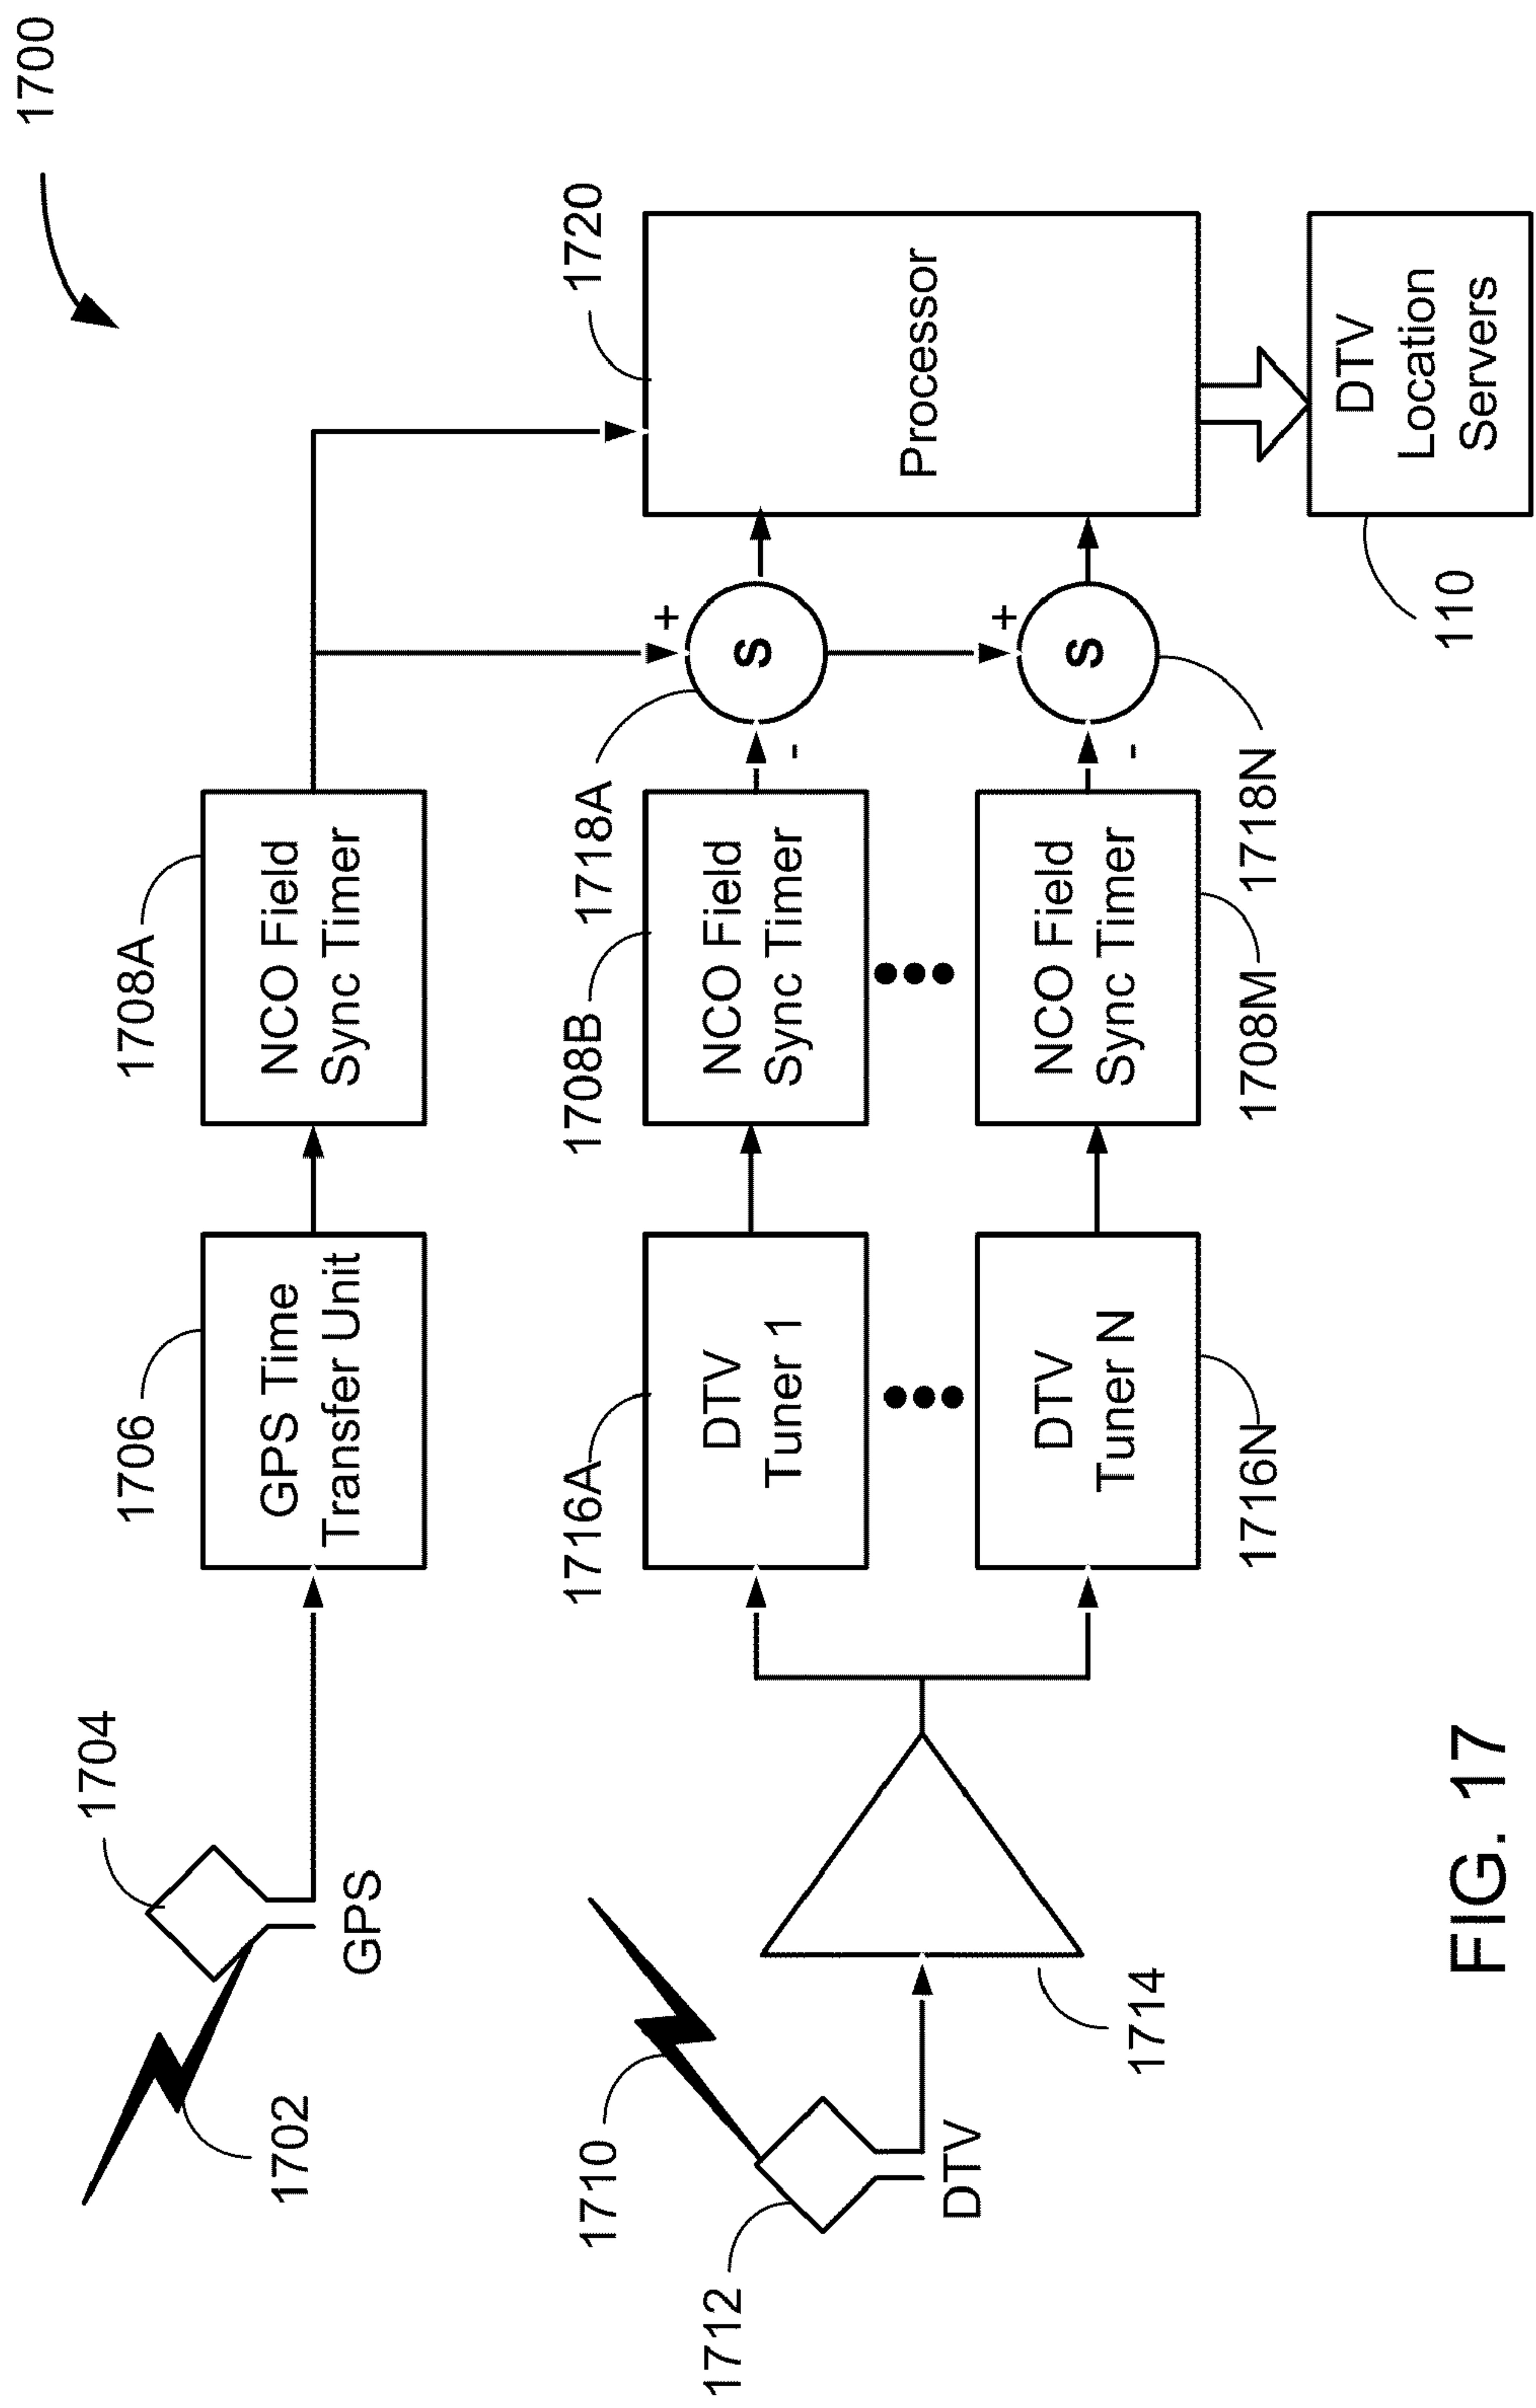 1700
1704
1702
GPS
1706
GPS Time
Transfer Unit
1708A
NCO Field
Sync Timer
1710
1712
DTV
1714
1716A
DTV
Tuner 1
1708B
NCO Field
Sync Timer
1718A
+
S
-
1720
Processor
DTV
Tuner N
1716N
NCO Field
Sync Timer
1708M
+
S
-
1718N
DTV
Location
Servers
110
FIG. 17